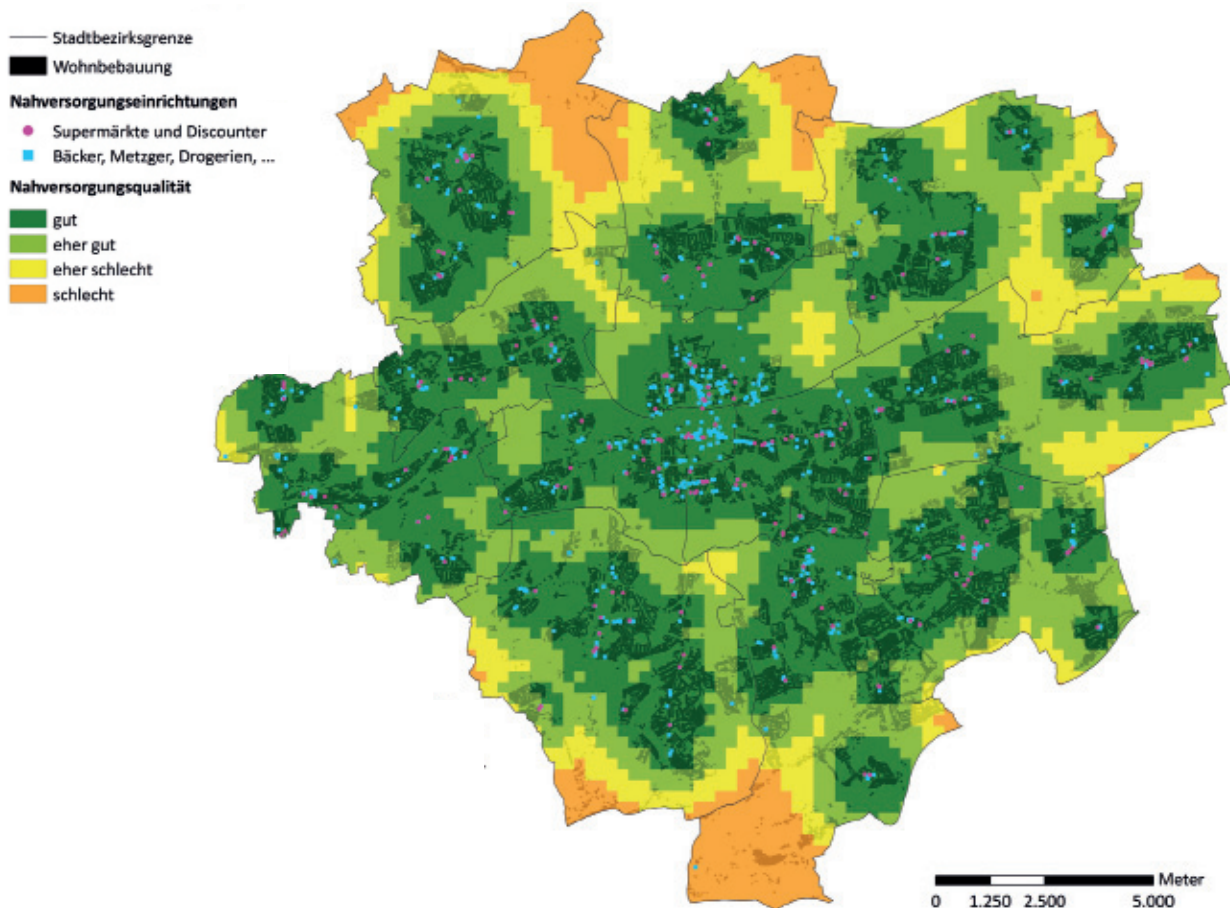 Stadtbezirksgrenze
Wohnbebauung
Nahversorgungseinrichtungen
Supermärkte und Discounter
Bäcker, Metzger, Drogerien, ...
Nahversorgungsqualität
gut
eher gut
eher schlecht
schlecht
Meter
0 1.250 2.500 5.000